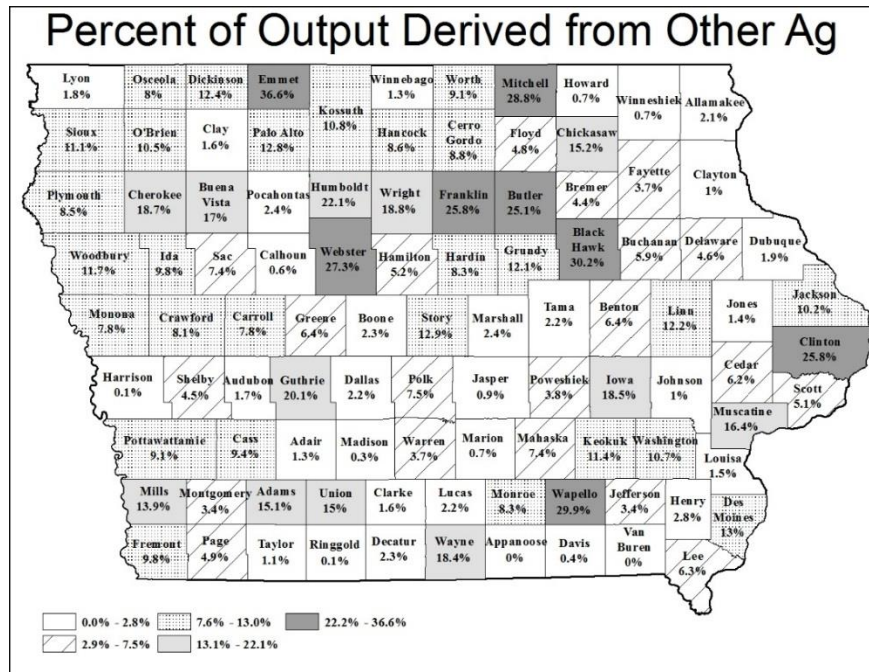 Percent of Output Derived from Other Ag
Lyon
1.8%
Osceola
8%
Dickinson
12.4%
Emmet
36.6%
Kossuth
10.8%
Winnebago
1.3%
Worth
9.1%
Mitchell
28.8%
Howard
0.7%
Winneshiek
0.7%
Allamakee
2.1%
Sioux
11.1%
O'Brien
10.5%
Clay
1.6%
Palo Alto
12.8%
Hancock
8.6%
Cerro
Gordo
8.8%
Floyd
4.8%
Chickasaw
15.2%
Fayette
3.7%
Clayton
1%
Plymouth
8.5%
Cherokee
18.7%
Buena
Vista
17%
Pocahontas
2.4%
Humboldt
22.1%
Wright
18.8%
Franklin
25.8%
Butler
25.1%
Bremer
4.4%
Woodbury
11.7%
Ida
9.8%
Sac
7.4%
Calhoun
0.6%
Webster
27.3%
Hamilton
5.2%
Hardin
8.3%
Grundy
12.1%
Black
Hawk
30.2%
Buchanan
5.9%
Delaware
4.6%
Dubuque
1.9%
Monona
7.8%
Crawford
8.1%
Carroll
7.8%
Greene
6.4%
Boone
2.3%
Story
12.9%
Marshall
2.4%
Tama
2.2%
Benton
6.4%
Linn
12.2%
Jones
1.4%
Jackson
10.2%
Clinton
25.8%
Harrison
0.1%
Shelby
4.5%
Audubon
1.7%
Guthrie
20.1%
Dallas
2.2%
Polk
7.5%
Jasper
0.9%
Poweshiek
3.8%
Iowa
18.5%
Johnson
1%
Cedar
6.2%
Scott
5.1%
Muscatine
16.4%
Pottawattamie
9.1%
Cass
9.4%
Adair
1.3%
Madison
0.3%
Warren
3.7%
Marion
0.7%
Mahaska
7.4%
Keokuk
11.4%
Washington
10.7%
Louisa
1.5%
Mills
13.9%
Montgomery
3.4%
Adams
15.1%
Union
15%
Clarke
1.6%
Lucas
2.2%
Monroe
8.3%
Wapello
29.9%
Jefferson
3.4%
Henry
2.8%
Des
Moines
13%
Fremont
9.8%
Page
4.9%
Taylor
1.1%
Ringgold
0.1%
Decatur
2.3%
Wayne
18.4%
Appanoose
0%
Davis
0.4%
Van
Buren
0%
Lee
6.3%
0.0% - 2.8%
7.6% - 13.0%
22.2% - 36.6%
2.9% - 7.5%
13.1% - 22.1%